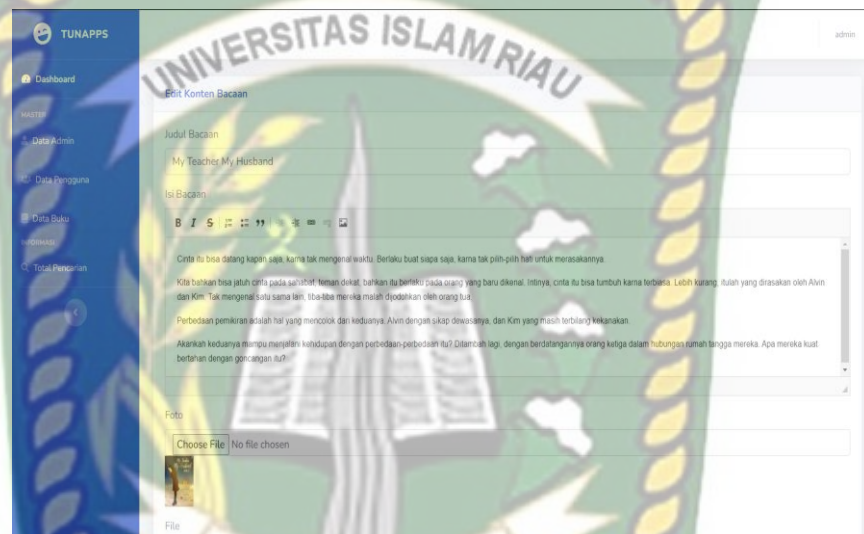 UNIVERSITAS ISLAM RIAU
TUNAPPS
admin
Dashboard
MASTER
Data Admin
Data Pengguna
Data Buku
INFORMASI
Total Pencarian
Edit Konten Bacaan
Judul Bacaan
My Teacher My Husband
Isi Bacaan
Cinta itu bisa datang kapan saja, karna tak mengenal waktu. Berlaku buat siapa saja, karna tak pilih-pilih hati untuk merasakannya.
Kita bahkan bisa jatuh cinta pada sahabat, teman dekat, bahkan itu berlaku pada orang yang baru dikenal. Intinya, cinta itu bisa tumbuh karna terbiasa. Lebih kurang, itulah yang dirasakan oleh Alvin
dan Kim. Tak mengenal satu sama lain, tiba-tiba mereka malah dijodohkan oleh orang tua.
Perbedaan pemikiran adalah hal yang mencolok dari keduanya. Alvin dengan sikap dewasanya, dan Kim yang masih terbilang kekanakan.
Akankah keduanya mampu menjalani kehidupan dengan perbedaan-perbedaan itu? Ditambah lagi, dengan berdatangannya orang ketiga dalam hubungan rumah tangga mereka. Apa mereka kuat
bertahan dengan goncangan itu?
Foto
Choose File No file chosen
File